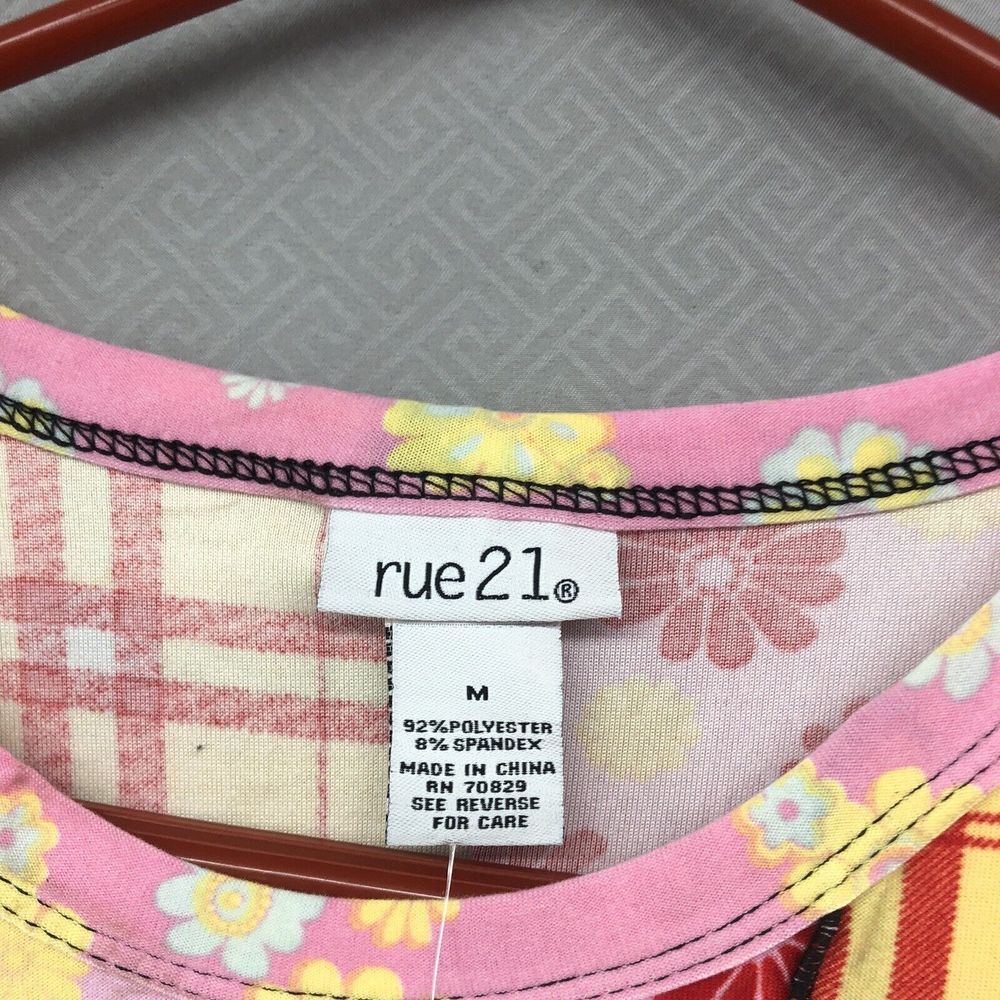 rue21®
M
92%POLYESTER
8% SPANDEX
MADE IN CHINA
RN 70829
SEE REVERSE
FOR CARE